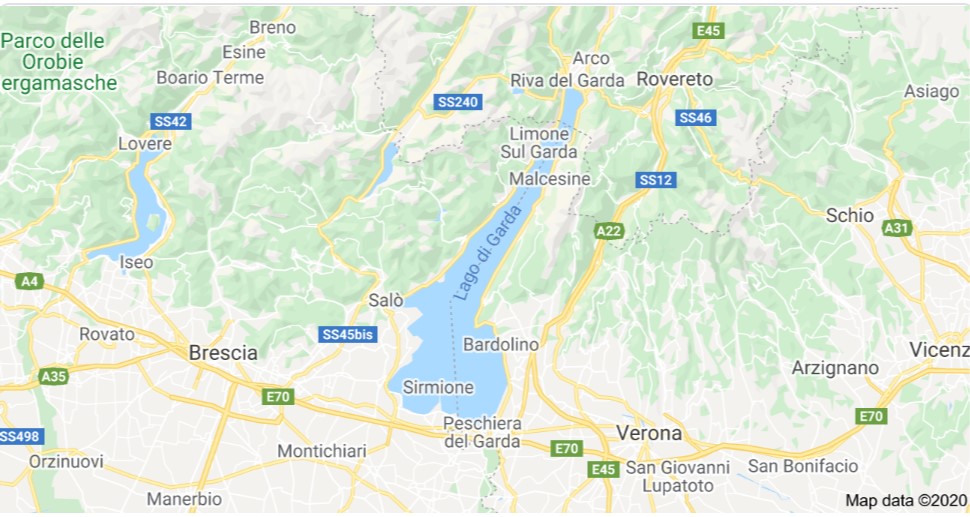 Breno
Parco delle
Orobie
ergamasche
Esine
Boario Terme
E45
Arco
Riva del Garda
Rovereto
Asiago
SS240
SS42
SS46
Lovere
Limone
Sul Garda
Malcesine
SS12
Schio
A31
A22
Lago di Garda
Iseo
A4
Salò
Rovato
SS45bis
Brescia
Bardolino
Vicenz
Arzignano
A35
Sirmione
E70
E70
Peschiera
del Garda
SS498
Verona
Montichiari
E70
Orzinuovi
E45
San Giovanni
Lupatoto
San Bonifacio
Manerbio
Map data ©2020